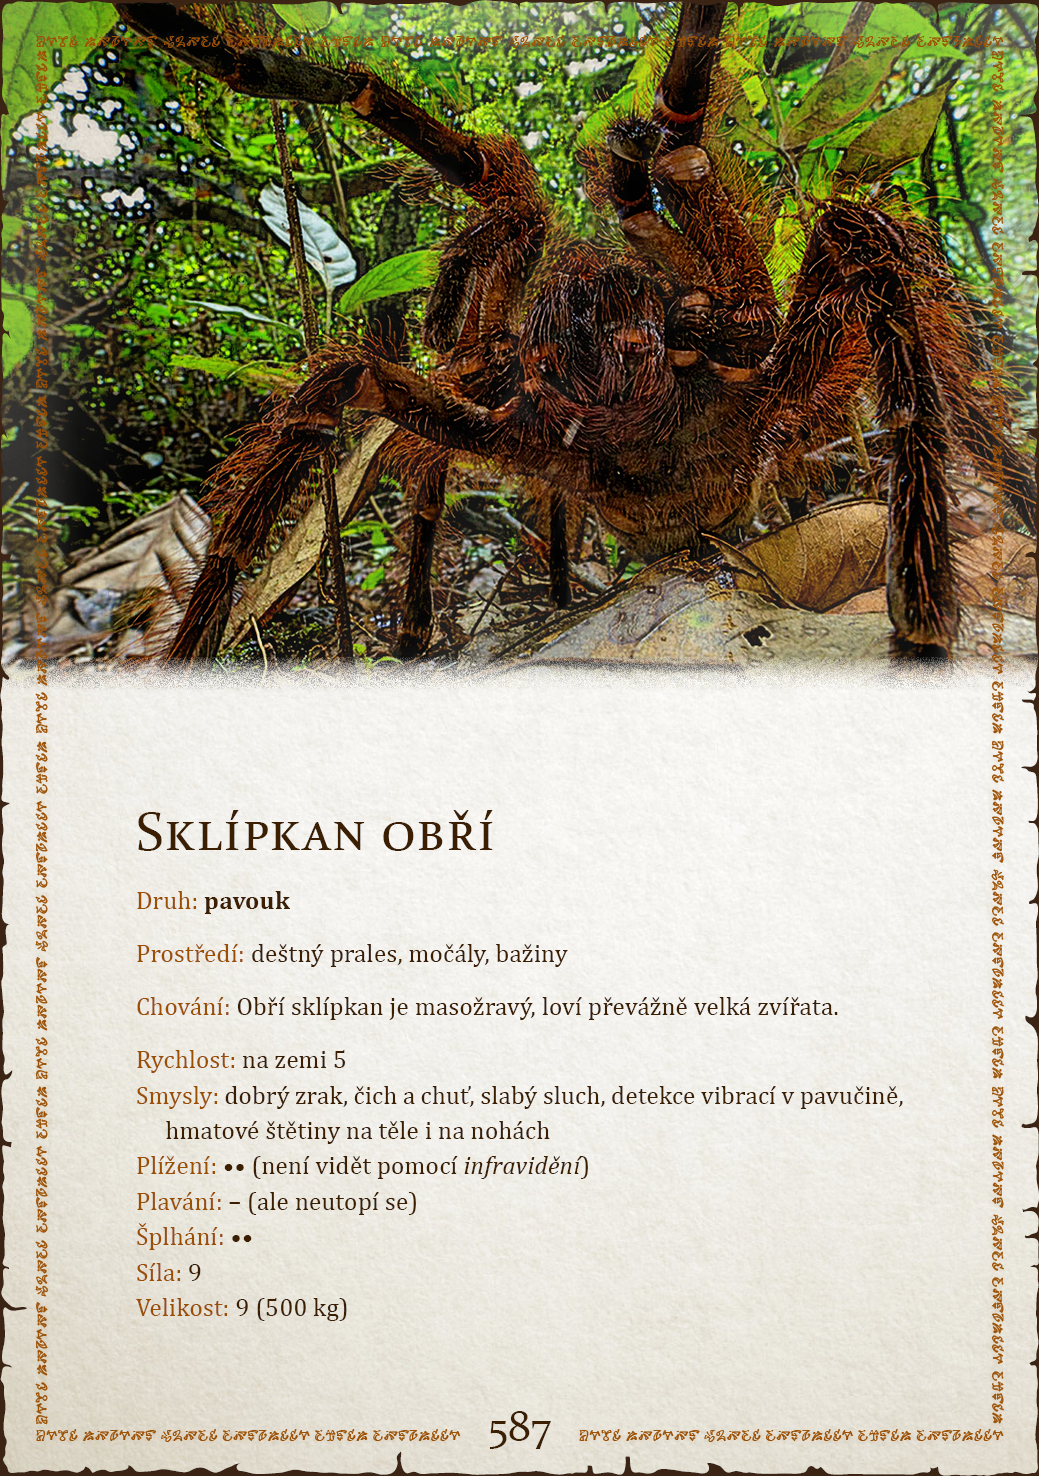 Sklípkan obří
Druh: pavouk
Prostředí: deštný prales, močály, bažiny
Chování: Obří sklípkan je masožravý, loví převážně velká zvířata.
Rychlost: na zemi 5
Smysly: dobrý zrak, čich a chuť, slabý sluch, detekce vibrací v pavučině,
hmatové štětiny na těle i na nohách
Plížení: •• (není vidět pomocí infravidění)
Plavání: – (ale neutopí se)
Šplhání: ••
Síla: 9
Velikost: 9 (500 kg)
587